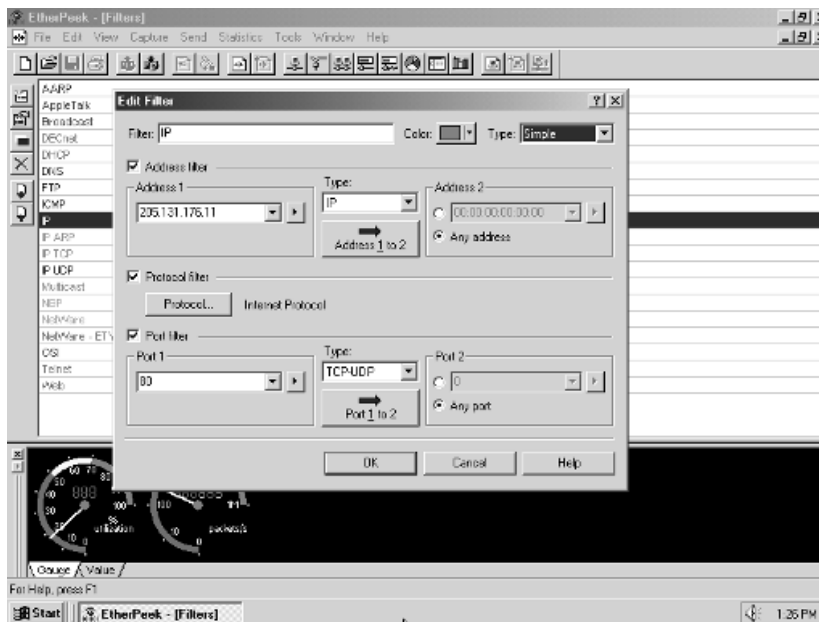 EtherPeek - [Filters]
File Edit View Capture Send Statistics Tools Window Help
AARP
AppleTalk
Broadcast
DECnet
DHCP
DNS
FTP
ICMP
IP
IP ARP
IP TCP
IP UDP
Multicast
NBP
NetWare
NetWare - ET
OSI
Telnet
Web
Edit Filter
Filter: IP Color: Type: Simple
Address filter
Address 1 Type: Address 2
205.131.176.11 IP 00:00:00:00:00:00
Address 1 to 2 Any address
Protocol filter
Protocol... Internet Protocol
Port filter
Port 1 Type: Port 2
80 TCP-UDP 0
Port 1 to 2 Any port
OK Cancel Help
% utilization packets/s
Gauge Value
For Help, press F1
Start EtherPeek - [Filters] 1:26 PM